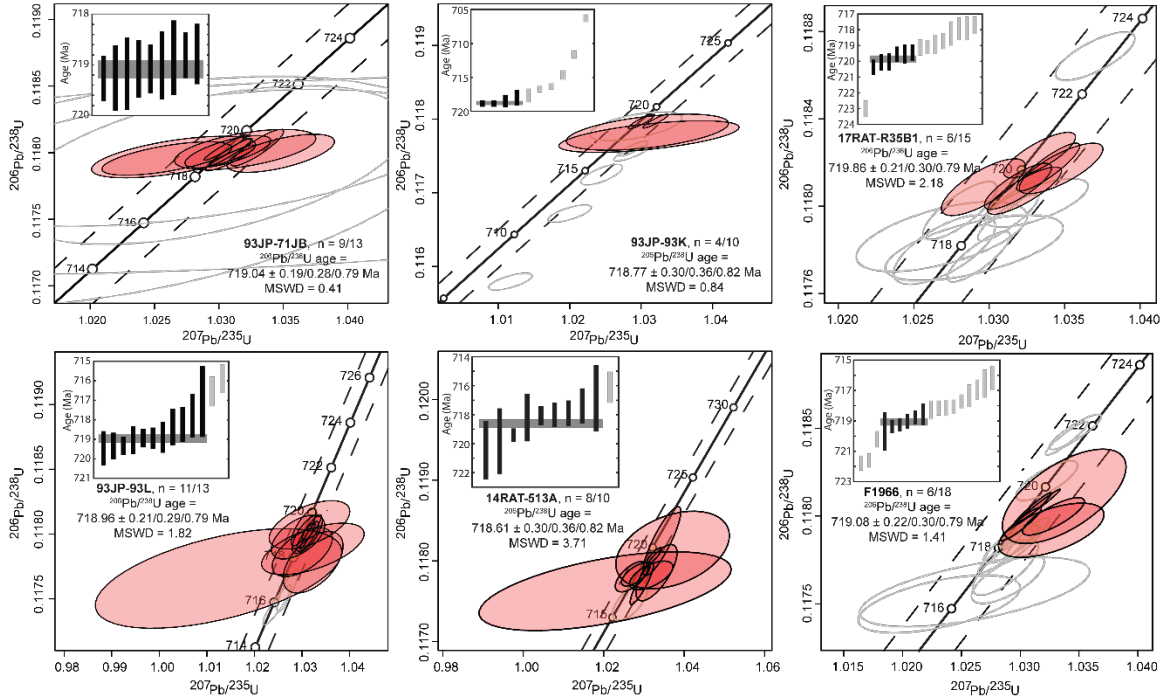 718
Age (Ma)
720
724
722
720
718
716
714
93JP-71JB, n = 9/13
²⁰⁶Pb/²³⁸U age =
719.04 ± 0.19/0.28/0.79 Ma
MSWD = 0.41
0.1190
0.1185
0.1180
0.1175
0.1170
²⁰⁶Pb/²³⁸U
1.020
1.025
1.030
1.035
1.040
²⁰⁷Pb/²³⁵U
705
710
715
720
Age (Ma)
725
720
715
710
93JP-93K, n = 4/10
²⁰⁶Pb/²³⁸U age =
718.77 ± 0.30/0.36/0.82 Ma
MSWD = 0.84
0.119
0.118
0.117
0.116
²⁰⁶Pb/²³⁸U
1.01
1.02
1.03
1.04
²⁰⁷Pb/²³⁵U
717
718
719
720
721
722
723
724
Age (Ma)
724
722
720
718
17RAT-R35B1, n = 6/15
²⁰⁶Pb/²³⁸U age =
719.86 ± 0.21/0.30/0.79 Ma
MSWD = 2.18
0.1188
0.1184
0.1180
0.1176
²⁰⁶Pb/²³⁸U
1.020
1.025
1.030
1.035
1.040
²⁰⁷Pb/²³⁵U
715
716
717
718
719
720
721
Age (Ma)
726
724
722
720
716
714
93JP-93L, n = 11/13
²⁰⁶Pb/²³⁸U age =
718.96 ± 0.21/0.29/0.79 Ma
MSWD = 1.82
0.1190
0.1185
0.1180
0.1175
²⁰⁶Pb/²³⁸U
0.98
0.99
1.00
1.01
1.02
1.03
1.04
²⁰⁷Pb/²³⁵U
714
716
718
720
722
Age (Ma)
730
725
720
715
14RAT-513A, n = 8/10
²⁰⁶Pb/²³⁸U age =
718.61 ± 0.30/0.36/0.82 Ma
MSWD = 3.71
0.1200
0.1190
0.1180
0.1170
²⁰⁶Pb/²³⁸U
0.98
1.00
1.02
1.04
1.06
²⁰⁷Pb/²³⁵U
715
717
719
721
723
Age (Ma)
724
722
720
718
716
F1966, n = 6/18
²⁰⁶Pb/²³⁸U age =
719.08 ± 0.22/0.30/0.79 Ma
MSWD = 1.41
0.1185
0.1180
0.1175
²⁰⁶Pb/²³⁸U
1.015
1.020
1.025
1.030
1.035
1.040
²⁰⁷Pb/²³⁵U